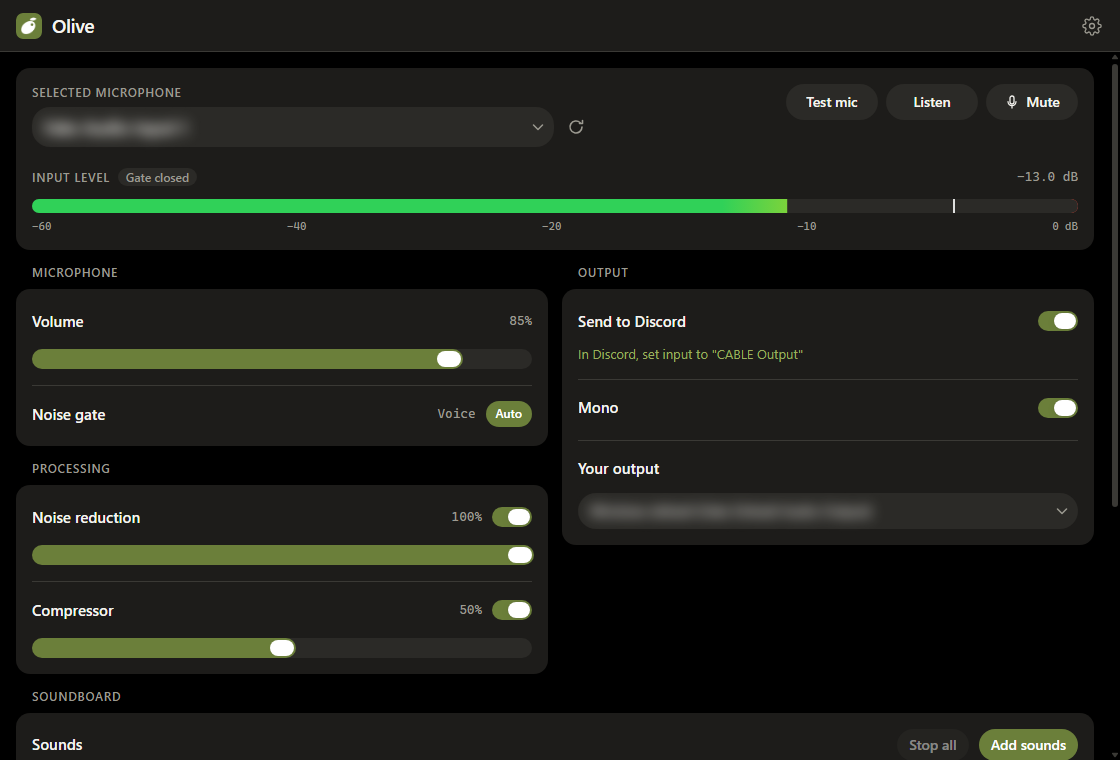 Olive
SELECTED MICROPHONE
Test mic
Listen
Mute
INPUT LEVEL
Gate closed
−13.0 dB
−60
−40
−20
−10
0 dB
MICROPHONE
Volume
85%
Noise gate
Voice
Auto
PROCESSING
Noise reduction
100%
Compressor
50%
OUTPUT
Send to Discord
In Discord, set input to "CABLE Output"
Mono
Your output
SOUNDBOARD
Sounds
Stop all
Add sounds